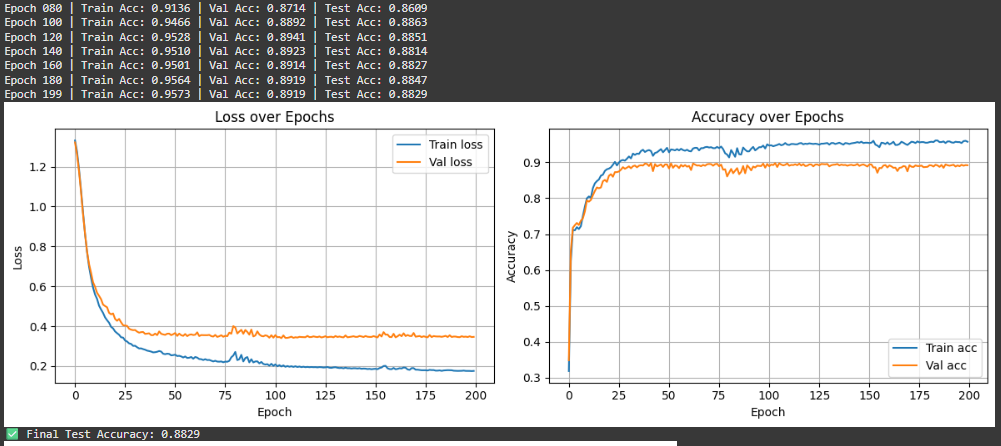 Epoch 080 | Train Acc: 0.9136 | Val Acc: 0.8714 | Test Acc: 0.8609
Epoch 100 | Train Acc: 0.9466 | Val Acc: 0.8892 | Test Acc: 0.8863
Epoch 120 | Train Acc: 0.9528 | Val Acc: 0.8941 | Test Acc: 0.8851
Epoch 140 | Train Acc: 0.9510 | Val Acc: 0.8923 | Test Acc: 0.8814
Epoch 160 | Train Acc: 0.9501 | Val Acc: 0.8914 | Test Acc: 0.8827
Epoch 180 | Train Acc: 0.9564 | Val Acc: 0.8919 | Test Acc: 0.8847
Epoch 199 | Train Acc: 0.9573 | Val Acc: 0.8919 | Test Acc: 0.8829
Loss over Epochs
Train loss
Val loss
Loss
1.2
1.0
0.8
0.6
0.4
0.2
0 25 50 75 100 125 150 175 200
Epoch
Accuracy over Epochs
Accuracy
0.9
0.8
0.7
0.6
0.5
0.4
0.3
Train acc
Val acc
0 25 50 75 100 125 150 175 200
Epoch
✅ Final Test Accuracy: 0.8829